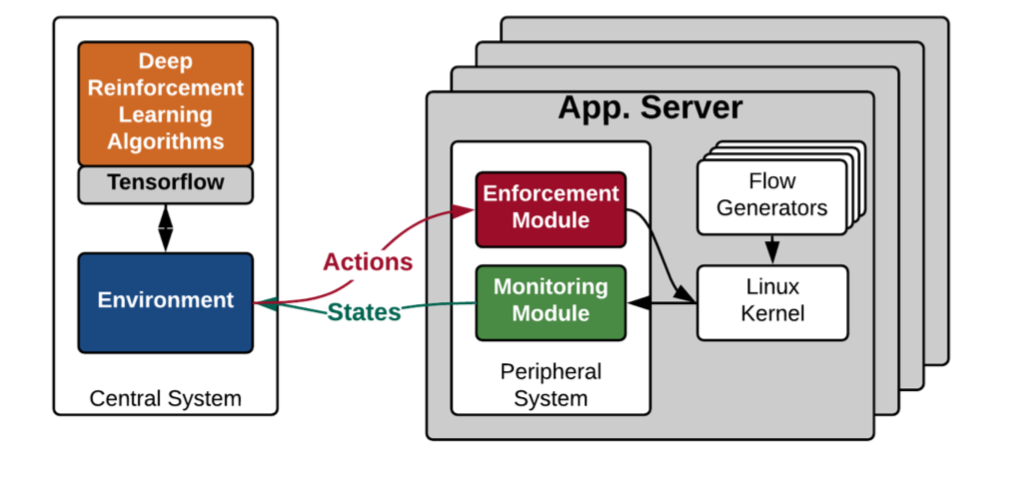 Deep
Reinforcement
Learning
Algorithms
Tensorflow
Environment
Central System
Actions
States
App. Server
Enforcement
Module
Monitoring
Module
Peripheral
System
Flow
Generators
Linux
Kernel